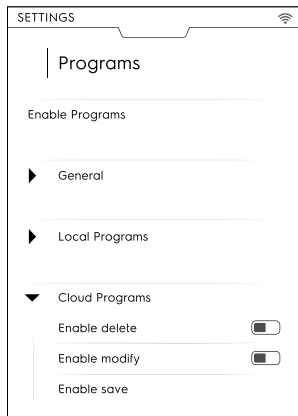 SETTINGS
Programs
Enable Programs
General
Local Programs
Cloud Programs
Enable delete
Enable modify
Enable save